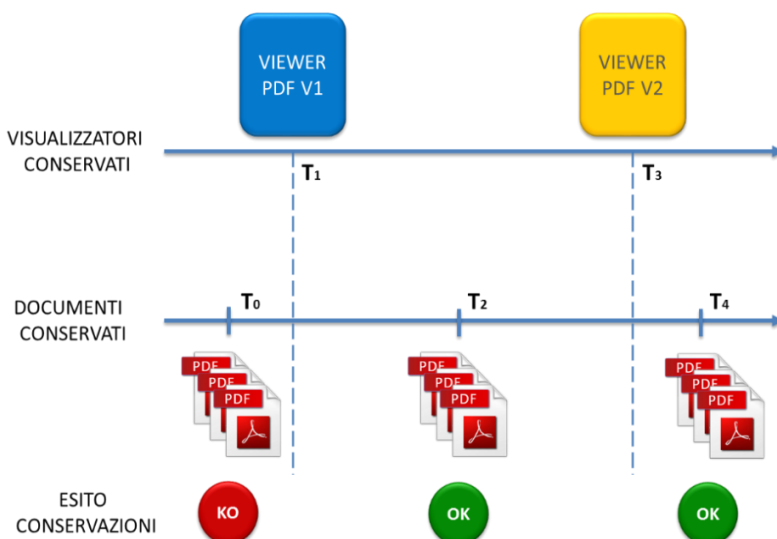 VIEWER
PDF V1
VIEWER
PDF V2
VISUALIZZATORI
CONSERVATI
T1
T3
DOCUMENTI
CONSERVATI
T0
T2
T4
PDF
PDF
PDF
PDF
PDF
PDF
PDF
PDF
PDF
ESITO
CONSERVAZIONI
KO
OK
OK